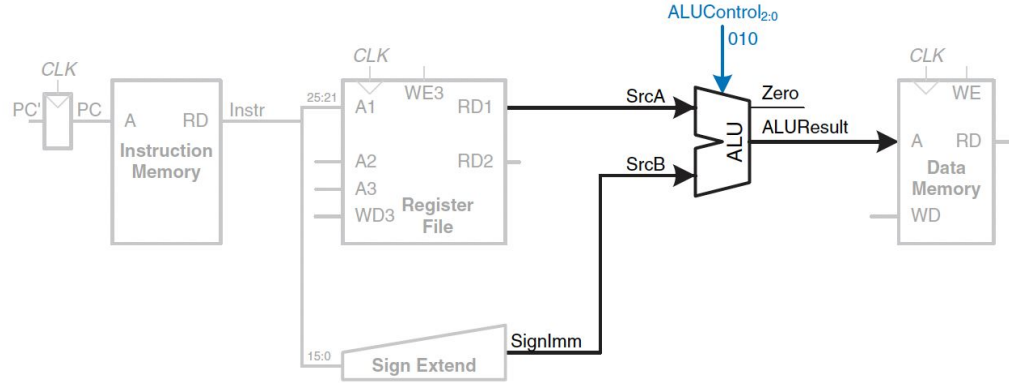 ALUControl2:0
010
CLK
CLK
CLK
PC'
PC
A
RD
Instr
Instruction
Memory
25:21
A1
WE3
RD1
A2
RD2
A3
WD3
Register
File
SrcA
SrcB
ALU
Zero
ALUResult
WE
A
RD
Data
Memory
WD
15:0
Sign Extend
SignImm